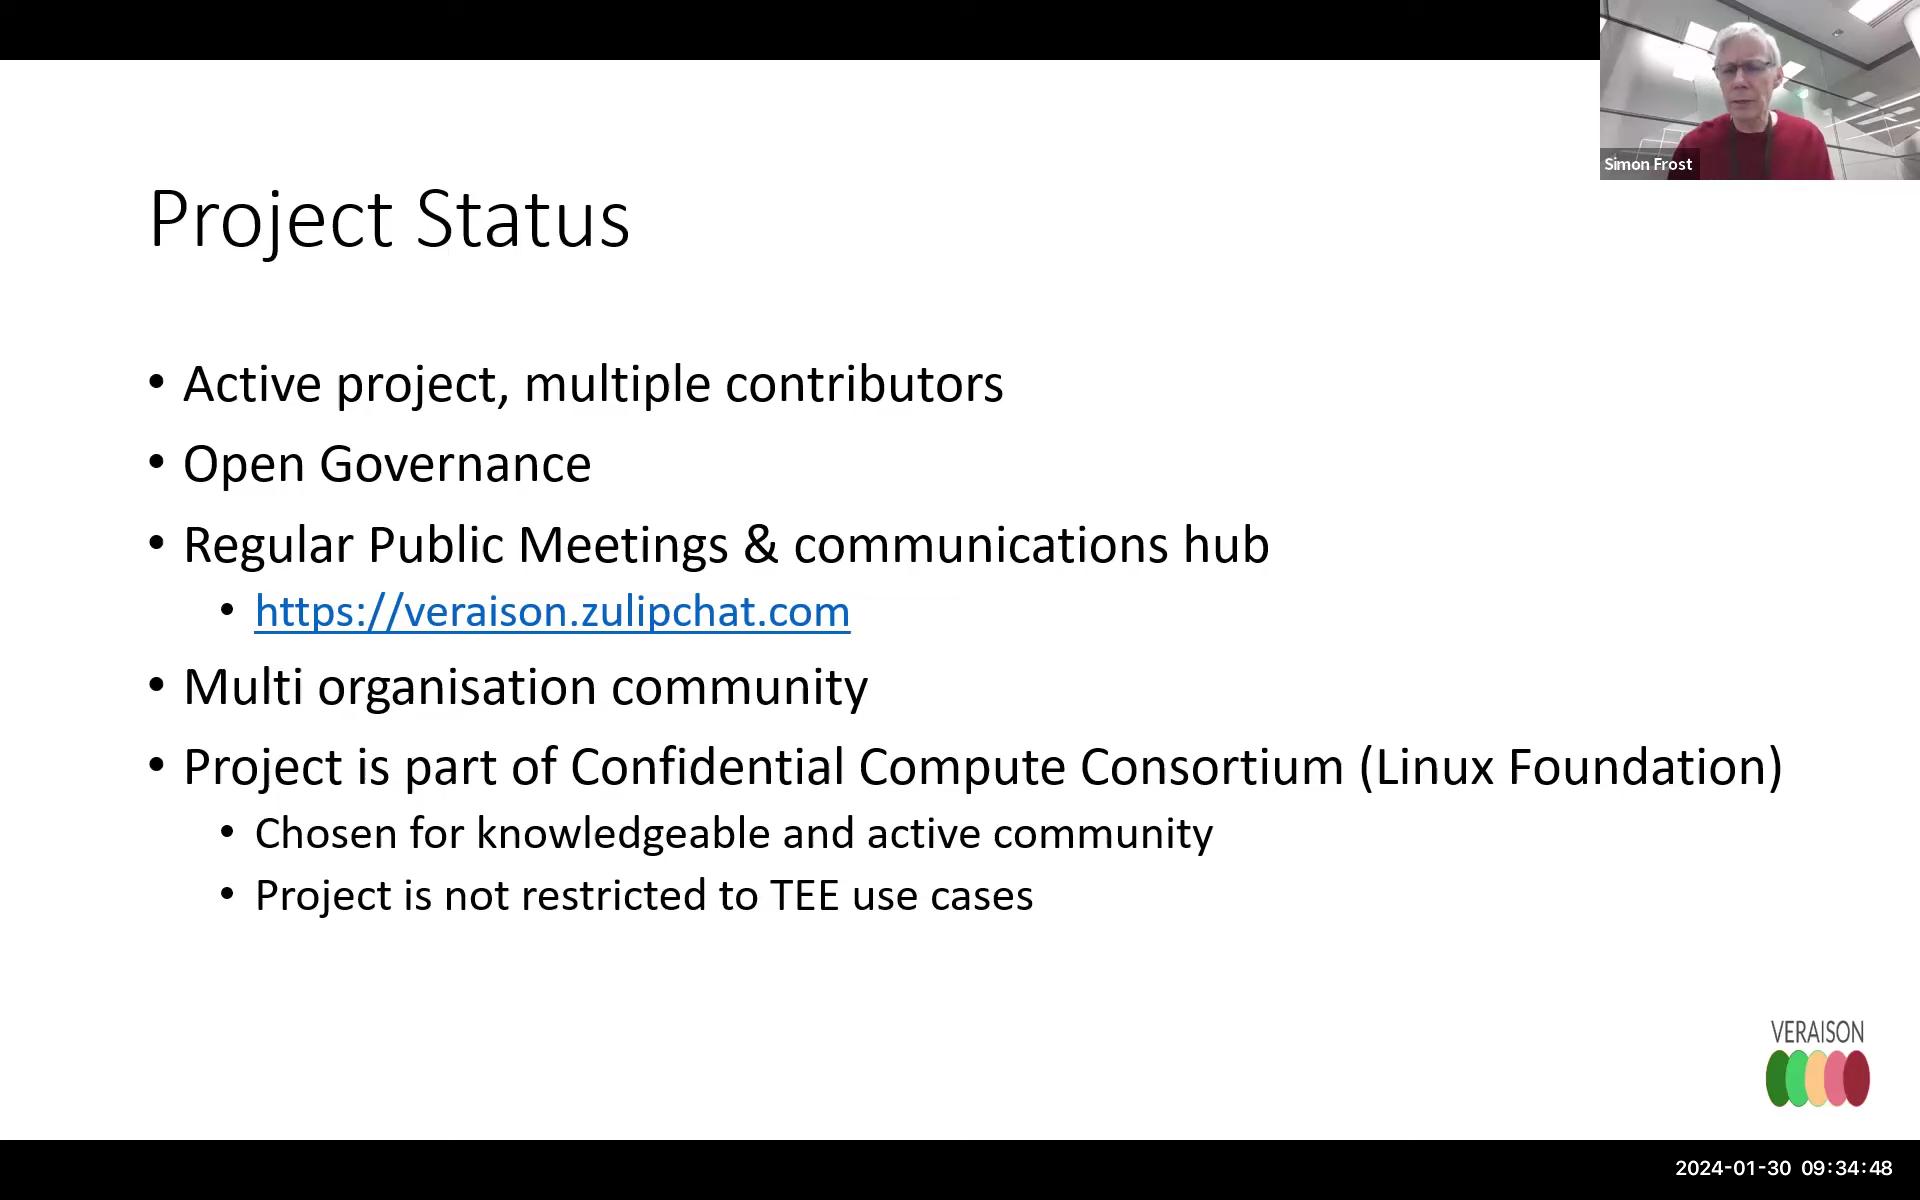 Simon Frost
Project Status
• Active project, multiple contributors
• Open Governance
• Regular Public Meetings & communications hub
• https://veraison.zulipchat.com
• Multi organisation community
• Project is part of Confidential Compute Consortium (Linux Foundation)
• Chosen for knowledgeable and active community
• Project is not restricted to TEE use cases
VERAISON
2024-01-30 09:34:48